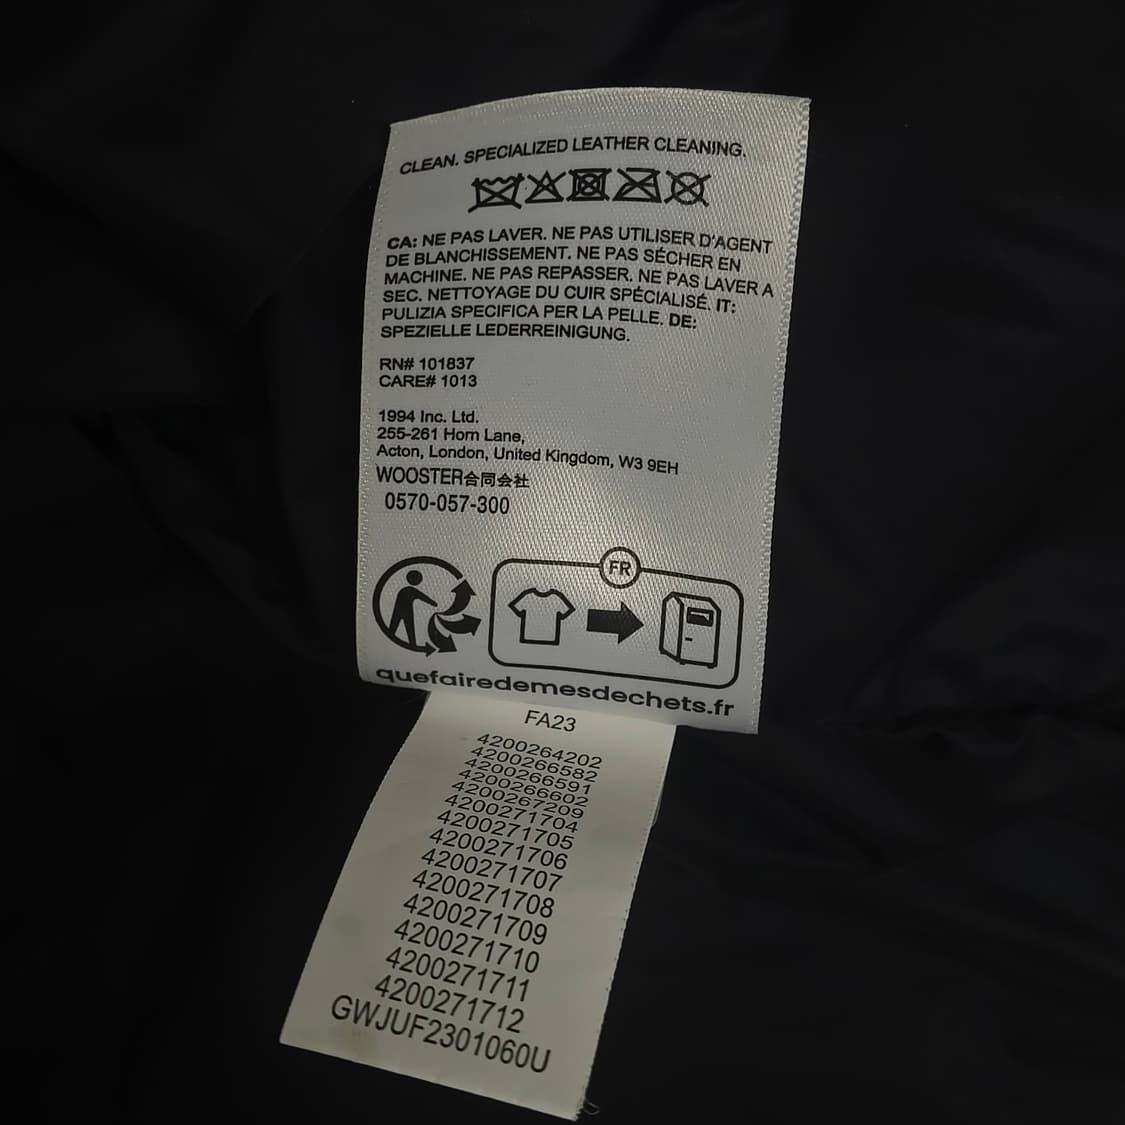 CLEAN. SPECIALIZED LEATHER CLEANING.
CA: NE PAS LAVER. NE PAS UTILISER D'AGENT
DE BLANCHISSEMENT. NE PAS SÉCHER EN
MACHINE. NE PAS REPASSER. NE PAS LAVER A
SEC. NETTOYAGE DU CUIR SPÉCIALISÉ. IT:
PULIZIA SPECIFICA PER LA PELLE. DE:
SPEZIELLE LEDERREINIGUNG.
RN# 101837
CARE# 1013
1994 Inc. Ltd.
255-261 Horn Lane,
Acton, London, United Kingdom, W3 9EH
WOOSTER合同会社
0570-057-300
FR
quefairedemesdechets.fr
FA23
4200264202
4200266582
4200266591
4200266602
4200267209
4200271704
4200271705
4200271706
4200271707
4200271708
4200271709
4200271710
4200271711
4200271712
GWJUF2301060U